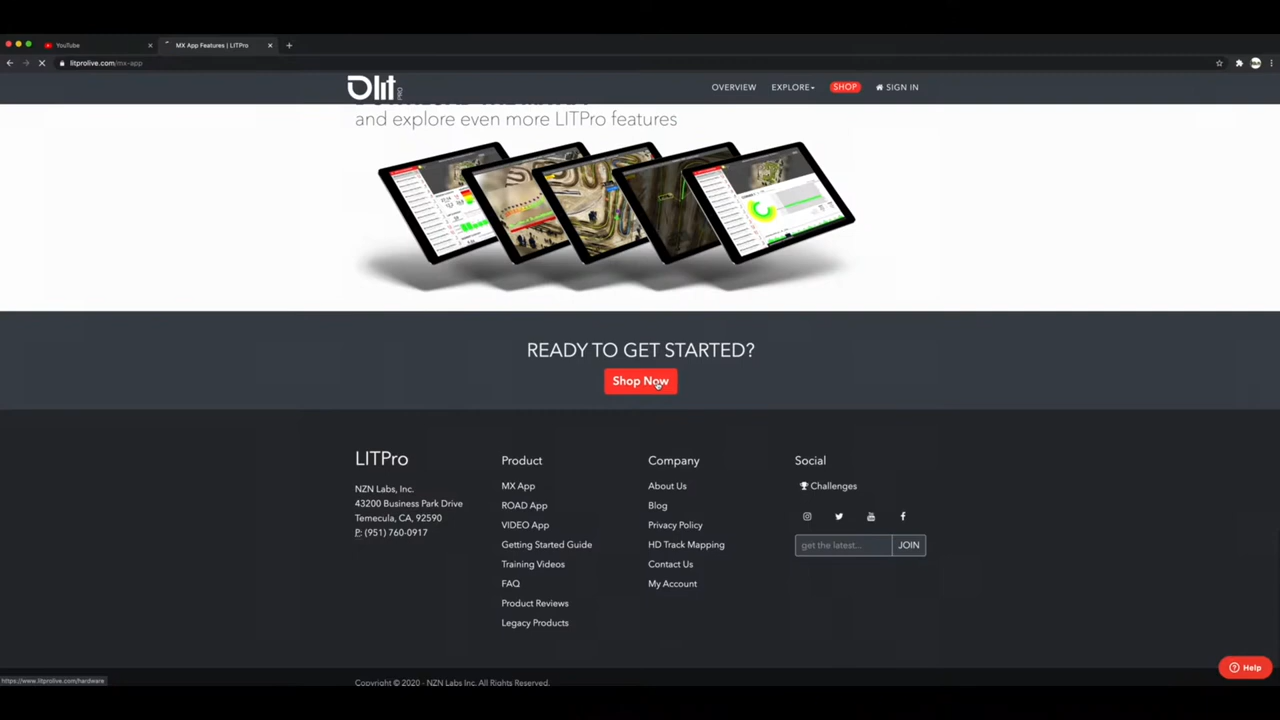 YouTube
MX App Features | LITPro
litprolive.com/mx-app
lit PRO
OVERVIEW
EXPLORE
SHOP
SIGN IN
and explore even more LITPro features
READY TO GET STARTED?
Shop Now
LITPro
NZN Labs, Inc.
43200 Business Park Drive
Temecula, CA, 92590
P: (951) 760-0917
Product
MX App
ROAD App
VIDEO App
Getting Started Guide
Training Videos
FAQ
Product Reviews
Legacy Products
Company
About Us
Blog
Privacy Policy
HD Track Mapping
Contact Us
My Account
Social
Challenges
get the latest...
JOIN
Help
https://www.litprolive.com/hardware
Copyright © 2020 - NZN Labs Inc. All Rights Reserved.